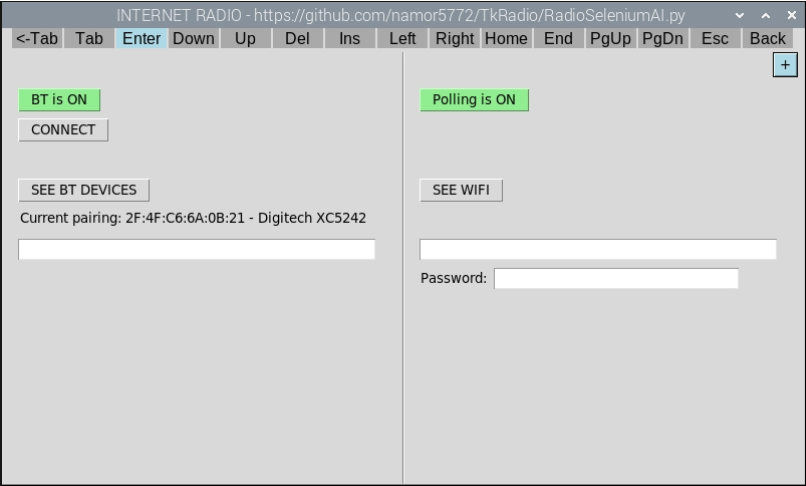 INTERNET RADIO - https://github.com/namor5772/TkRadio/RadioSeleniumAI.py
<-Tab Tab Enter Down Up Del Ins Left Right Home End PgUp PgDn Esc Back
+
BT is ON
CONNECT
SEE BT DEVICES
Current pairing: 2F:4F:C6:6A:0B:21 - Digitech XC5242
Polling is ON
SEE WIFI
Password: